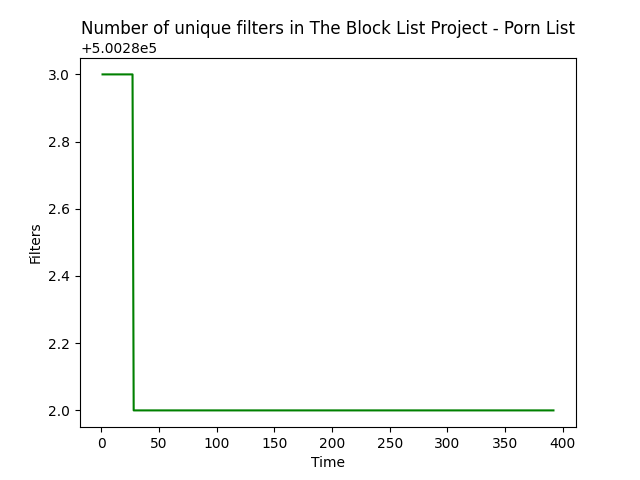 Number of unique filters in The Block List Project - Porn List
+5.0028e5
3.0
2.8
2.6
2.4
2.2
2.0
Filters
0 50 100 150 200 250 300 350 400
Time